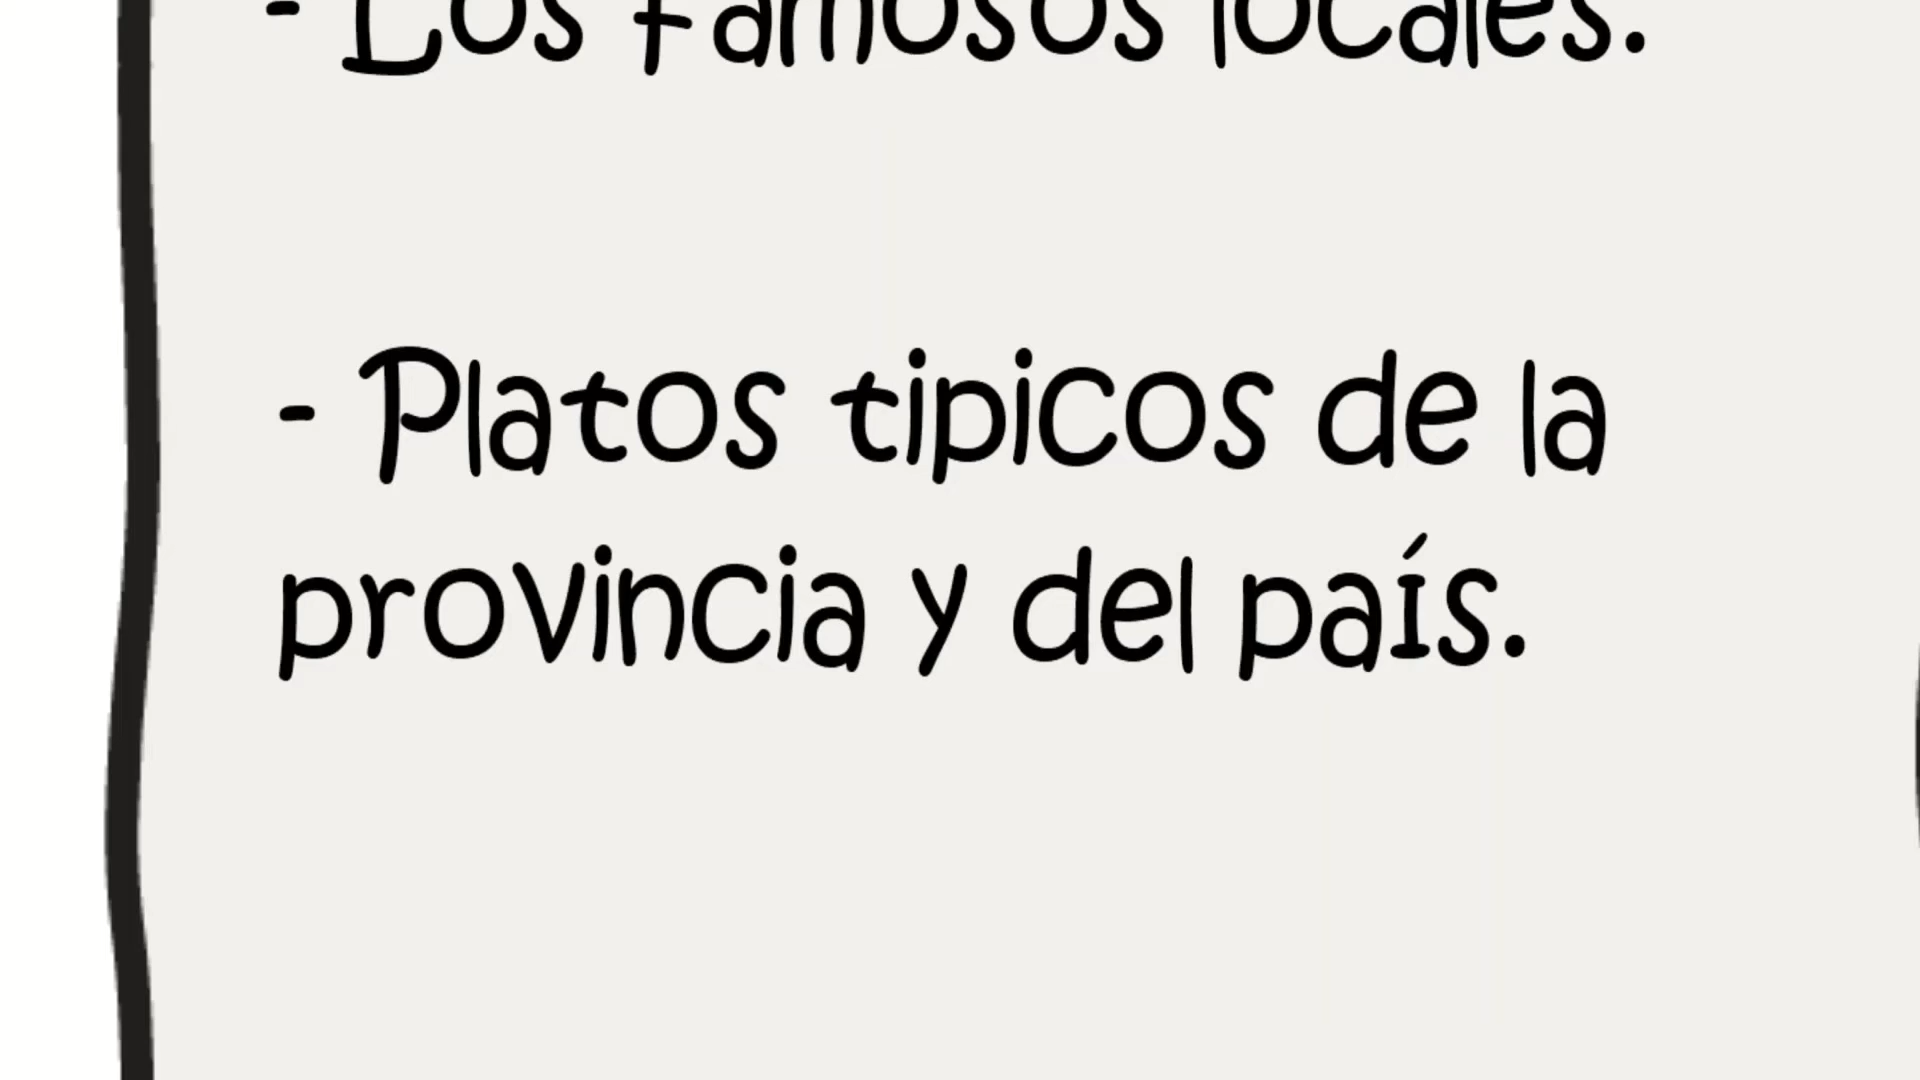 - Los famosos locales.
- Platos tipicos de la
provincia y del país.